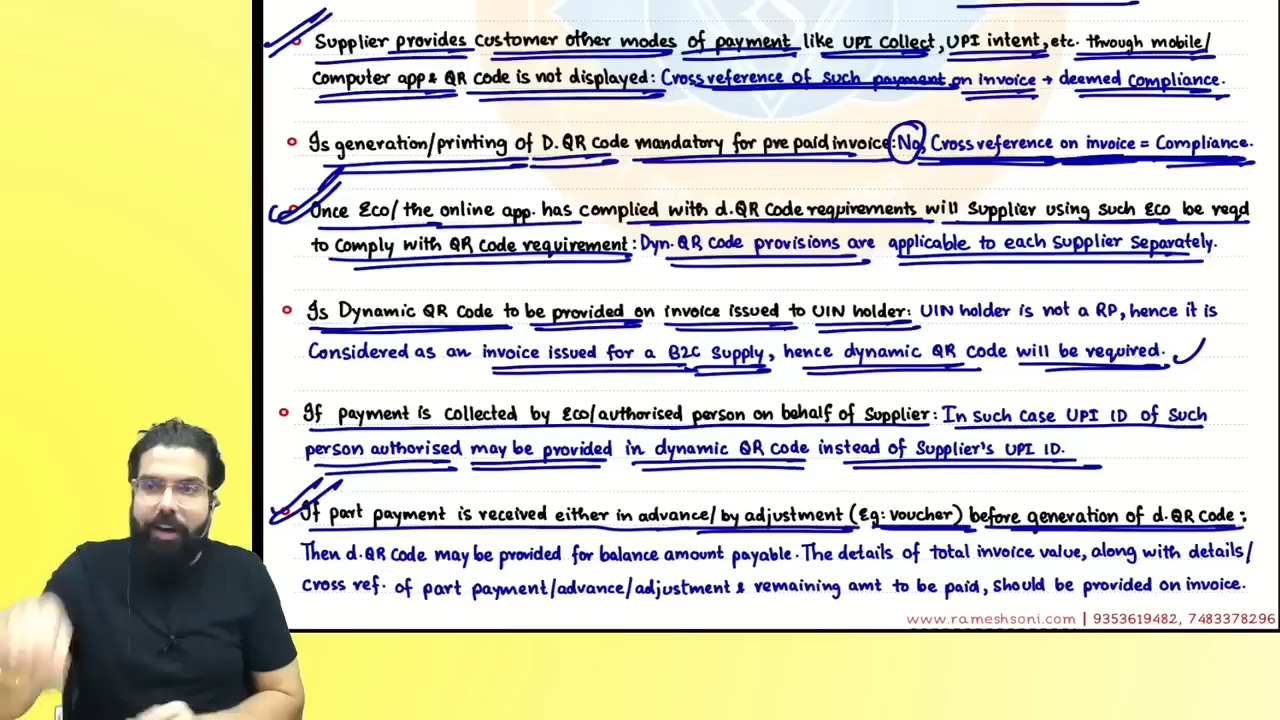 Supplier provides customer other modes of payment like UPI collect, UPI intent, etc. through mobile/
Computer app & QR code is not displayed: Cross reference of such payment on invoice → deemed compliance.
Is generation/printing of D.QR Code mandatory for pre paid invoice: No, Cross reference on invoice = Compliance.
Once Eco/ the online app. has complied with d.QR Code requirements will supplier using such Eco be reqd
to comply with QR code requirement: Dyn. QR code provisions are applicable to each supplier separately.
Is Dynamic QR Code to be provided on invoice issued to UIN holder: UIN holder is not a RP, hence it is
Considered as an invoice issued for a B2C supply, hence dynamic QR code will be required.
If payment is collected by Eco/authorised person on behalf of supplier: In such case UPI ID of such
person authorised may be provided in dynamic QR code instead of supplier's UPI ID.
If part payment is received either in advance/ by adjustment (Eg: voucher) before generation of d.QR Code:
Then d.QR Code may be provided for balance amount payable. The details of total invoice value, along with details/
cross ref. of part payment/advance/adjustment & remaining amt to be paid, should be provided on invoice.
www.rameshsoni.com | 9353619482, 7483378296